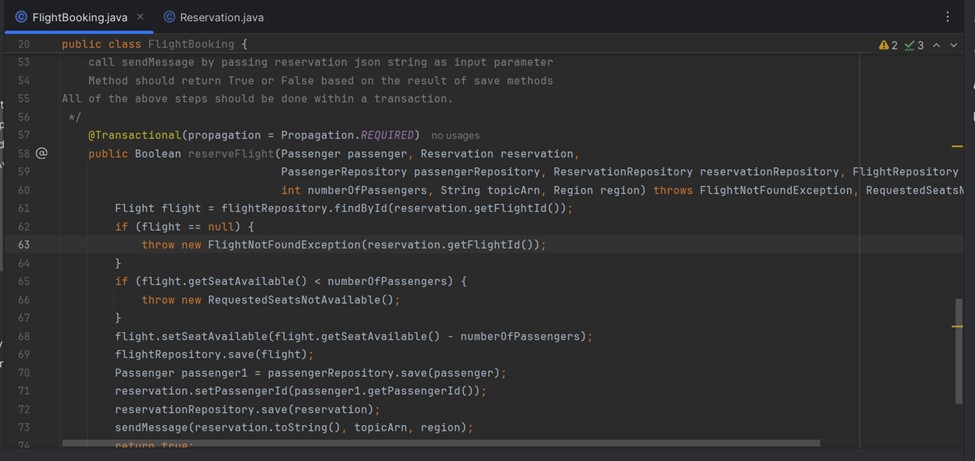 FlightBooking.java
Reservation.java
20 public class FlightBooking {
2 3
53 call sendMessage by passing reservation json string as input parameter
54 Method should return True or False based on the result of save methods
55 All of the above steps should be done within a transaction.
56 */
57 @Transactional(propagation = Propagation.REQUIRED) no usages
58 public Boolean reserveFlight(Passenger passenger, Reservation reservation,
59 PassengerRepository passengerRepository, ReservationRepository reservationRepository, FlightRepository
60 int numberOfPassengers, String topicArn, Region region) throws FlightNotFoundException, RequestedSeatsN
61 Flight flight = flightRepository.findById(reservation.getFlightId());
62 if (flight == null) {
63 throw new FlightNotFoundException(reservation.getFlightId());
64 }
65 if (flight.getSeatAvailable() < numberOfPassengers) {
66 throw new RequestedSeatsNotAvailable();
67 }
68 flight.setSeatAvailable(flight.getSeatAvailable() - numberOfPassengers);
69 flightRepository.save(flight);
70 Passenger passenger1 = passengerRepository.save(passenger);
71 reservation.setPassengerId(passenger1.getPassengerId());
72 reservationRepository.save(reservation);
73 sendMessage(reservation.toString(), topicArn, region);
74 return true;